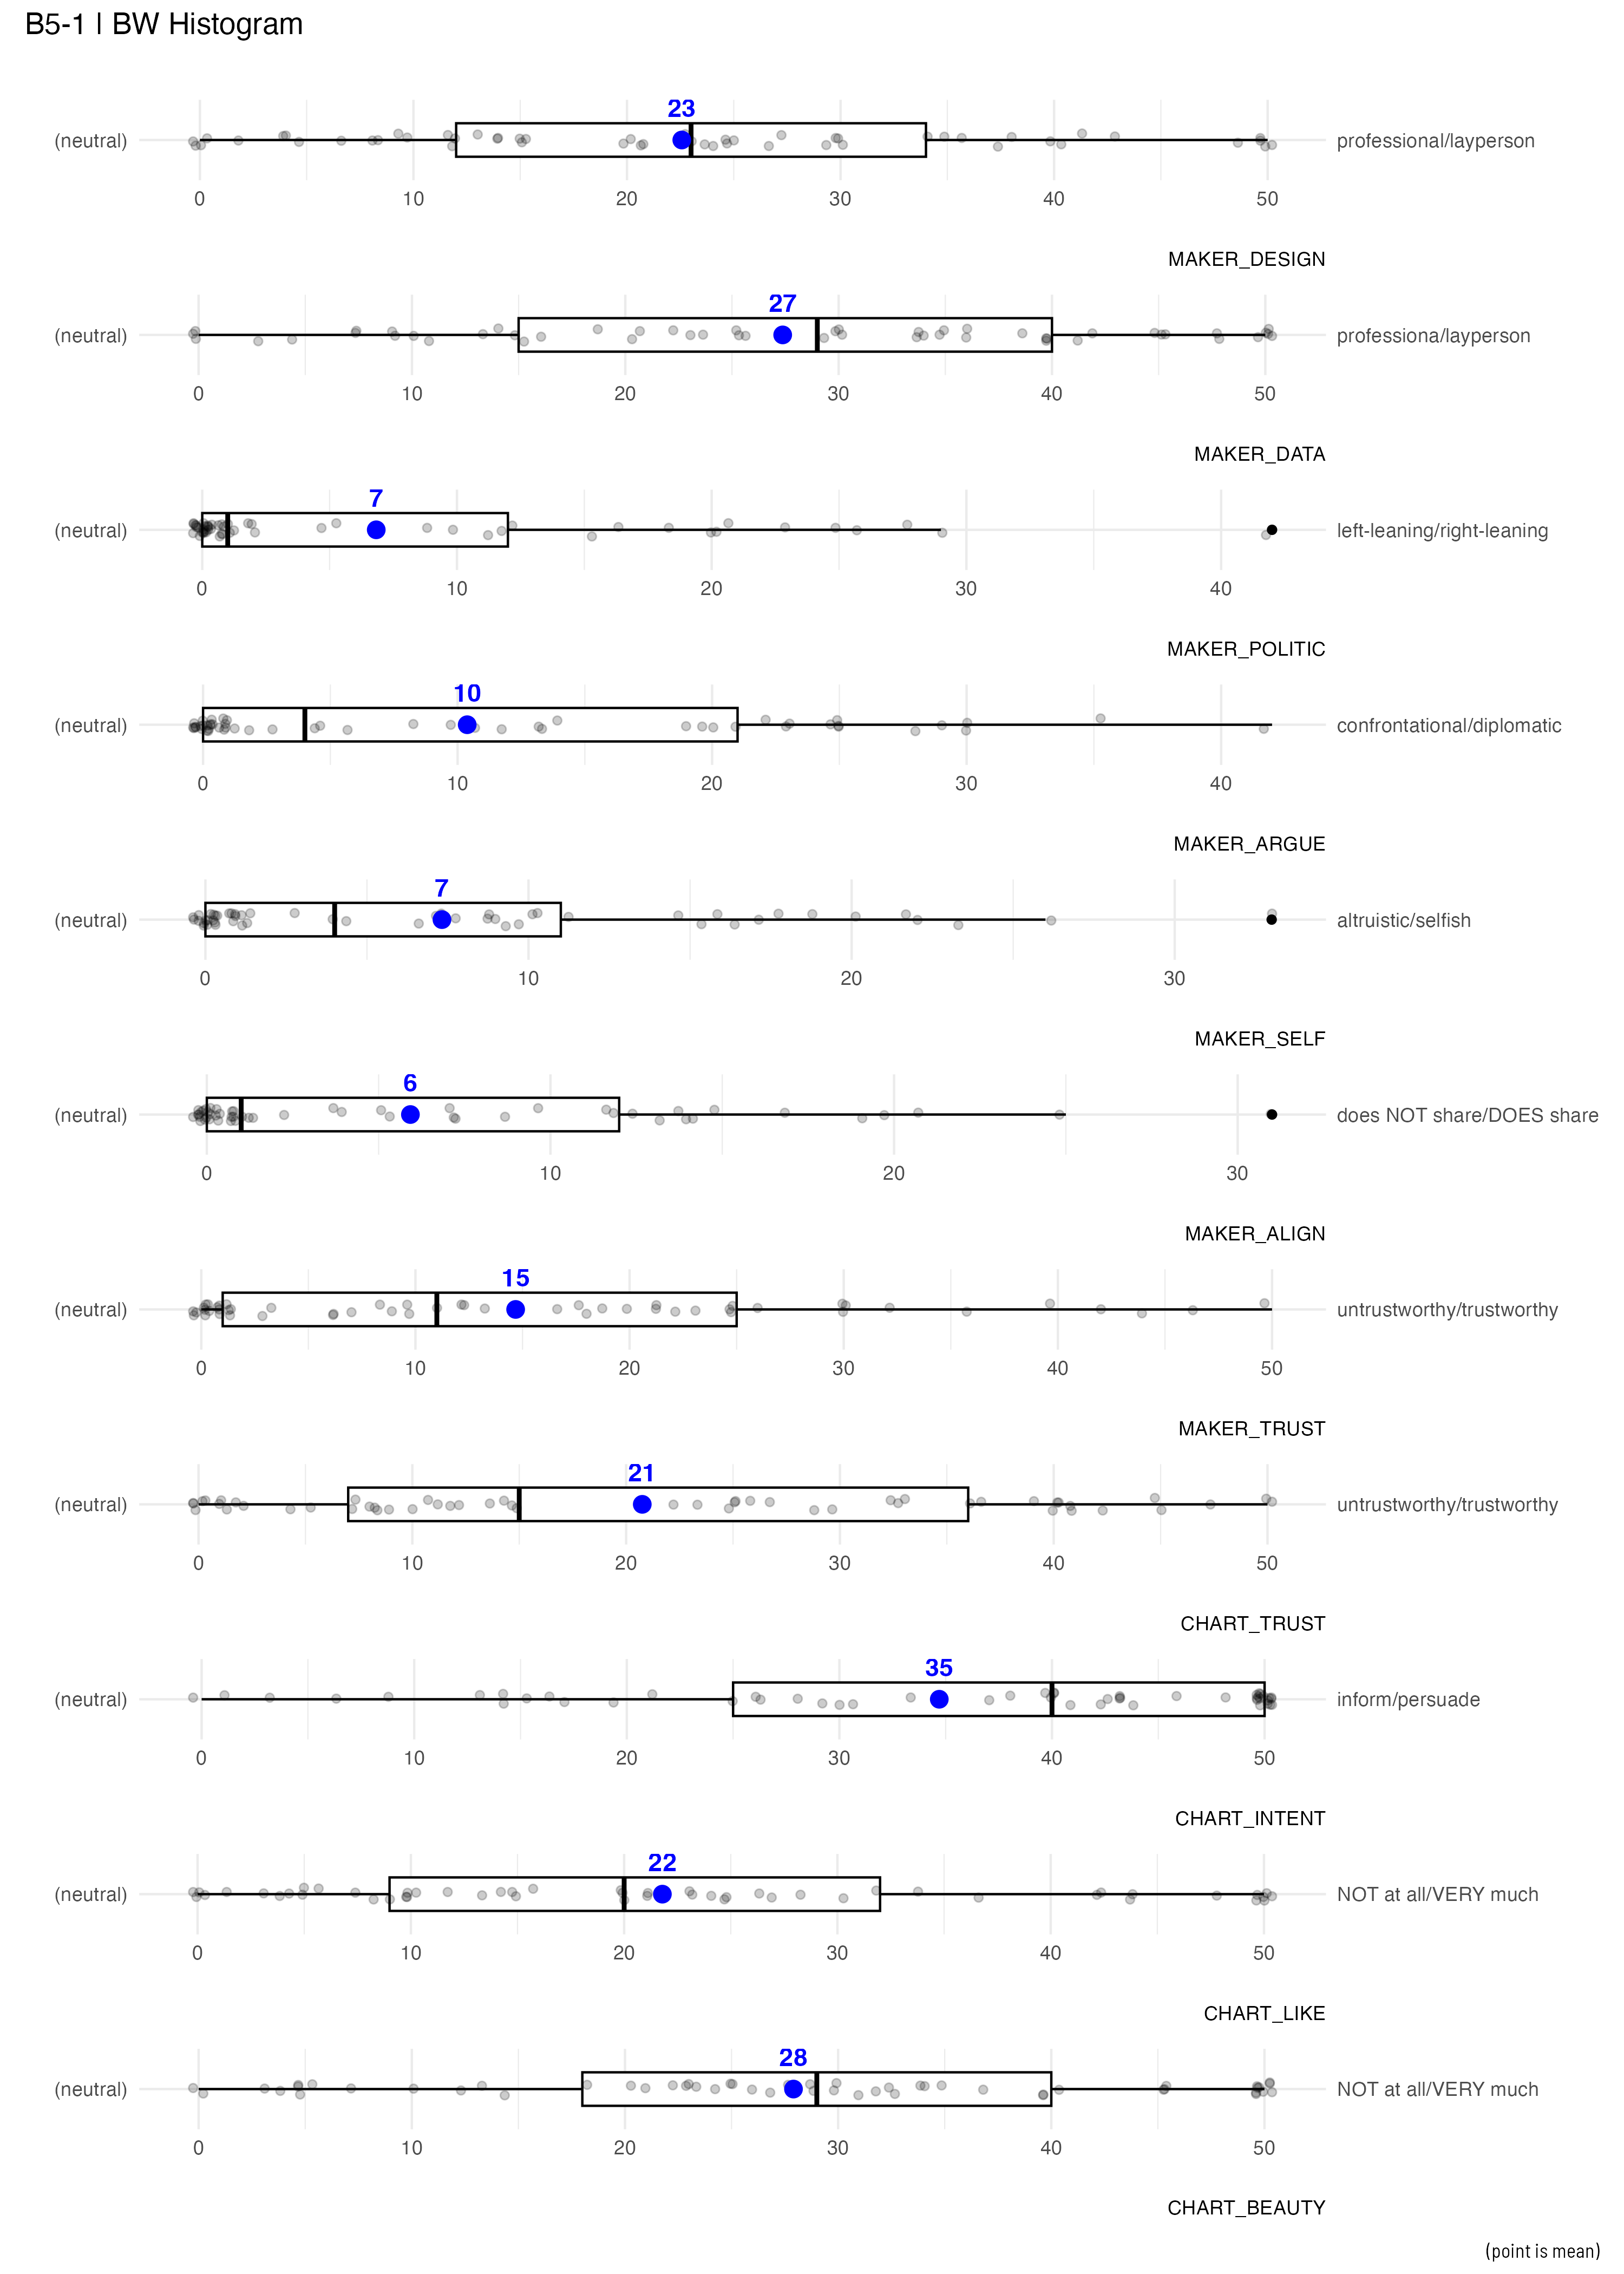 B5-1 | BW Histogram
23
(neutral) professional/layperson
0 10 20 30 40 50
MAKER_DESIGN
27
(neutral) professiona/layperson
0 10 20 30 40 50
MAKER_DATA
7
(neutral) left-leaning/right-leaning
0 10 20 30 40
MAKER_POLITIC
10
(neutral) confrontational/diplomatic
0 10 20 30 40
MAKER_ARGUE
7
(neutral) altruistic/selfish
0 10 20 30
MAKER_SELF
6
(neutral) does NOT share/DOES share
0 10 20 30
MAKER_ALIGN
15
(neutral) untrustworthy/trustworthy
0 10 20 30 40 50
MAKER_TRUST
21
(neutral) untrustworthy/trustworthy
0 10 20 30 40 50
CHART_TRUST
35
(neutral) inform/persuade
0 10 20 30 40 50
CHART_INTENT
22
(neutral) NOT at all/VERY much
0 10 20 30 40 50
CHART_LIKE
28
(neutral) NOT at all/VERY much
0 10 20 30 40 50
CHART_BEAUTY
(point is mean)